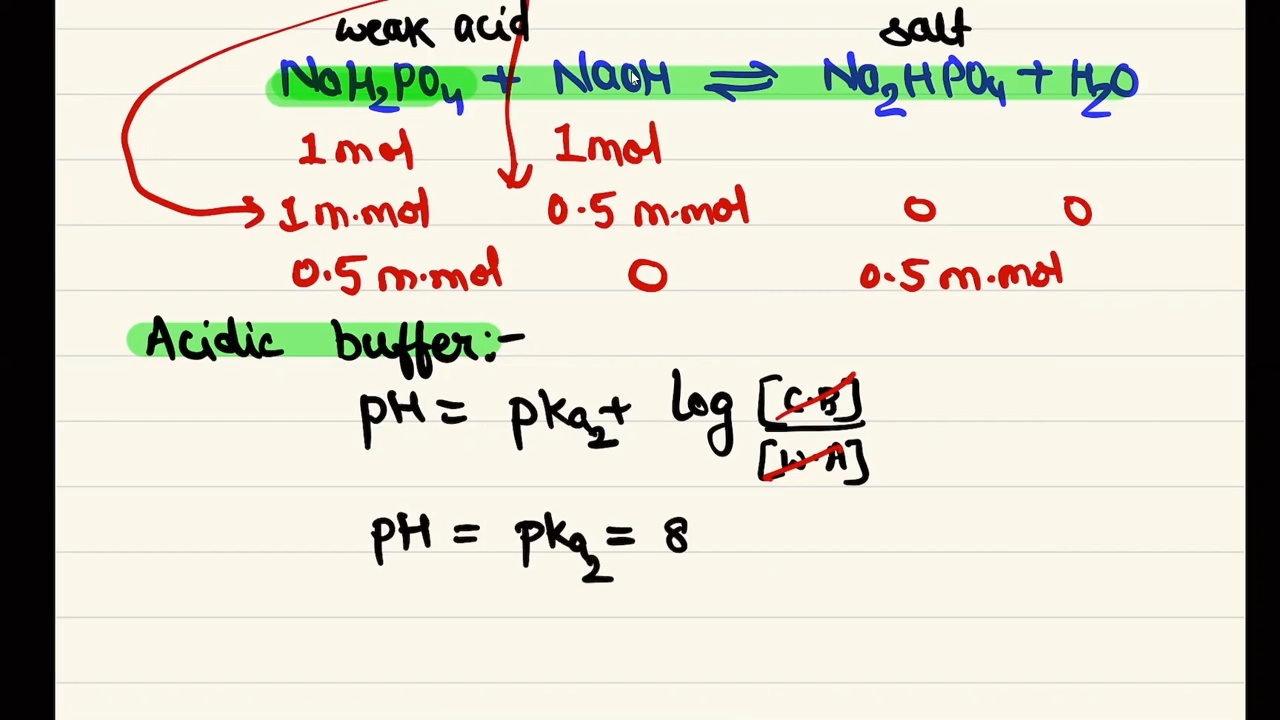 weak acid salt
NaH₂PO₄ + NaOH ⇌ Na₂HPO₄ + H₂O
1 mol 1 mol
1 m.mol 0.5 m.mol 0 0
0.5 m.mol 0 0.5 m.mol
Acidic buffer:-
pH = pka₂ + log [C.B]/[W.A]
pH = pka₂ = 8